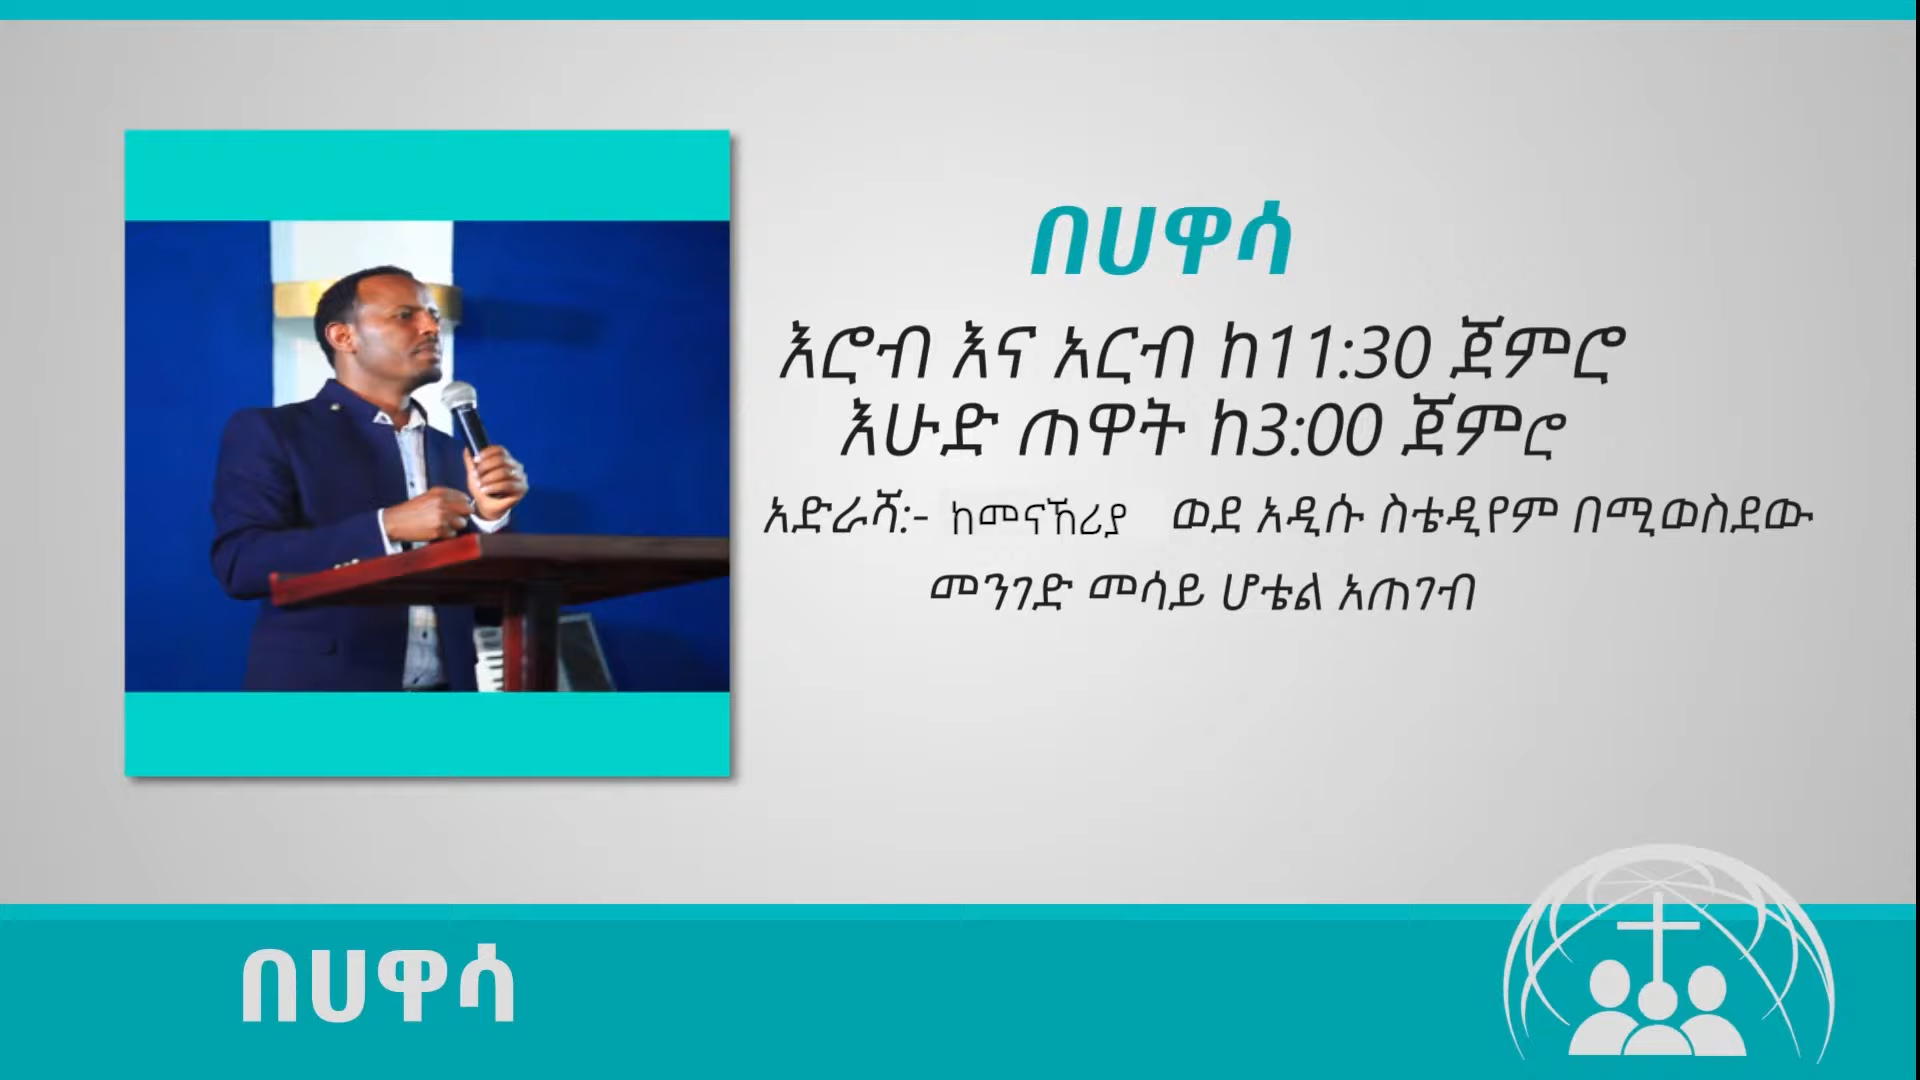 በሀዋሳ
እሮብ እና አርብ ከ11:30 ጀምሮ
እሁድ ጠዋት ከ3:00 ጀምሮ
አድራሻ:- ከመናኸሪያ ወደ አዲሱ ስቴዲየም በሚወስደው
መንገድ መሳይ ሆቴል አጠገብ
በሀዋሳ